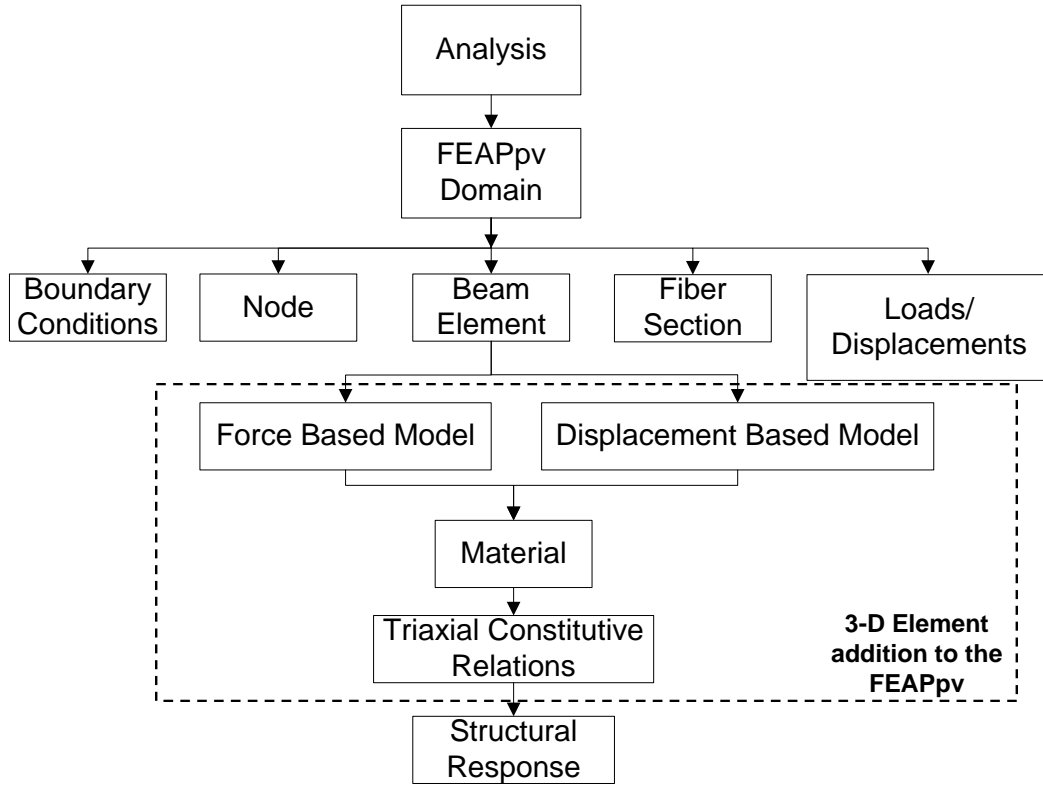 Analysis
FEAPpv
Domain
Boundary
Conditions
Node
Beam
Element
Fiber
Section
Loads/
Displacements
Force Based Model
Displacement Based Model
Material
Triaxial Constitutive
Relations
3-D Element
addition to the
FEAPpv
Structural
Response